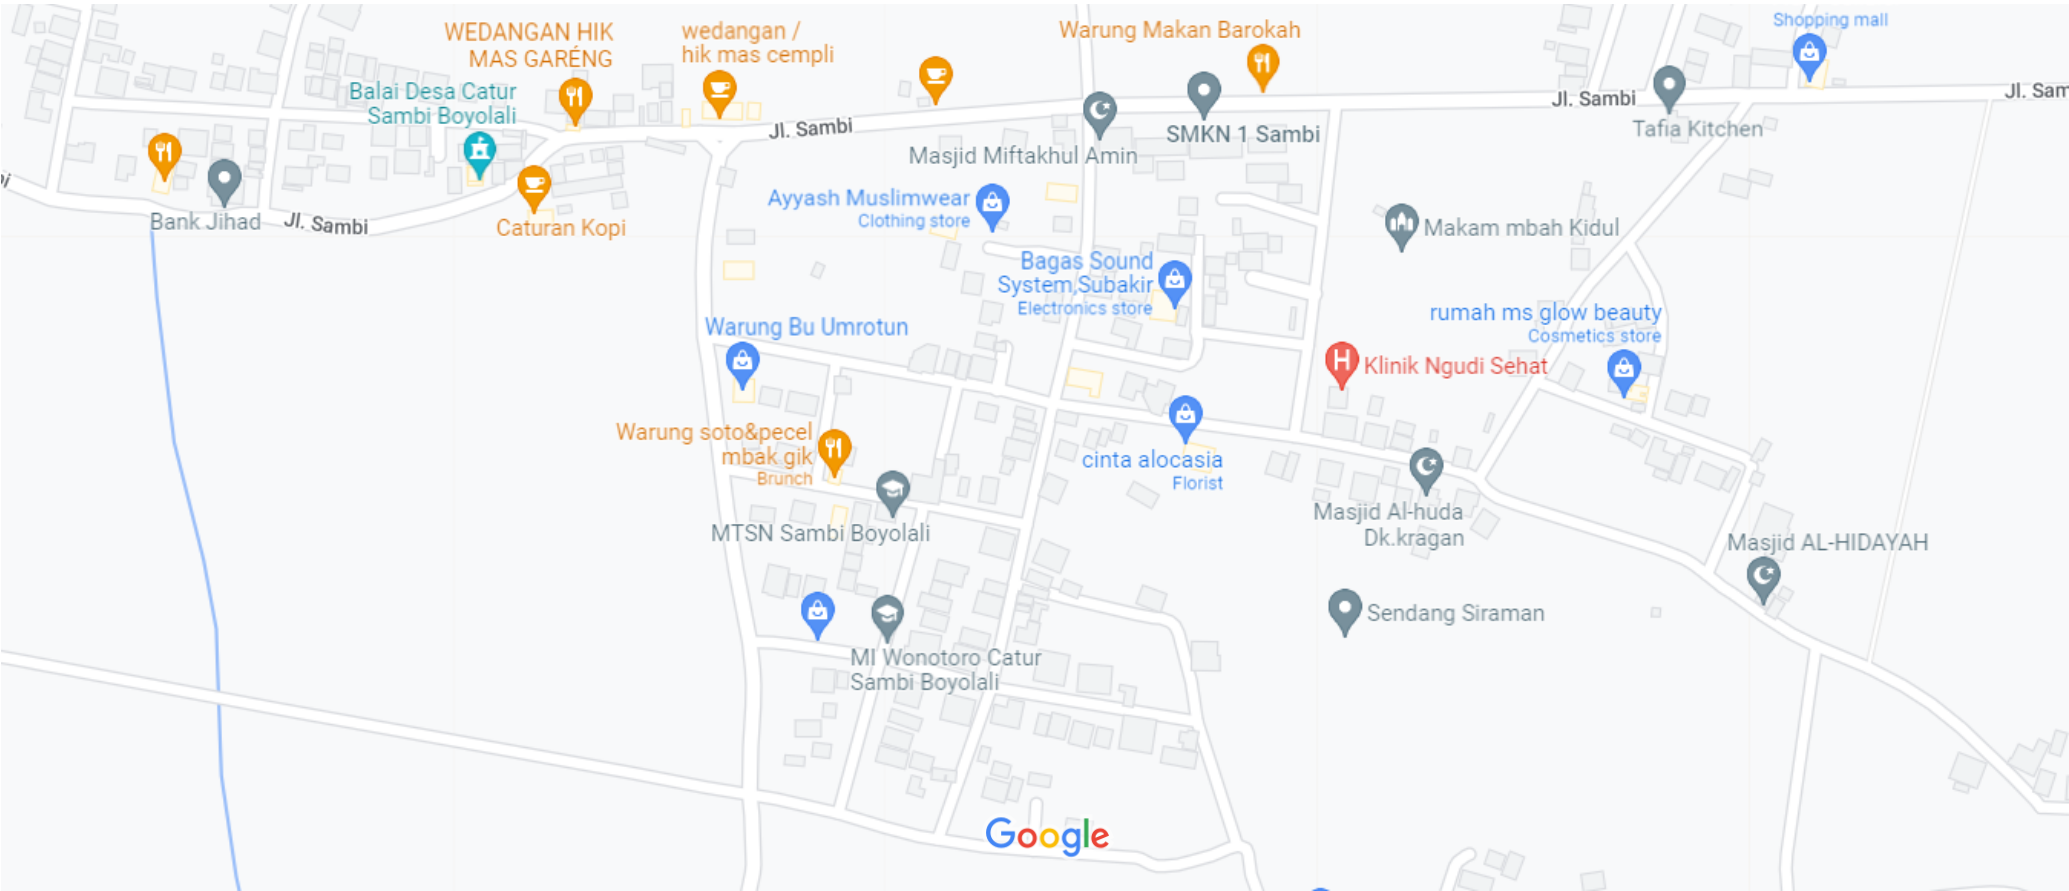 WEDANGAN HIK
MAS GARÉNG
wedangan /
hik mas cempli
Warung Makan Barokah
Shopping mall
Balai Desa Catur
Sambi Boyolali
Jl. Sambi
Jl. Sambi
Jl. Sam
Tafia Kitchen
SMKN 1 Sambi
Masjid Miftakhul Amin
Bank Jihad
Jl. Sambi
Caturan Kopi
Ayyash Muslimwear
Clothing store
Makam mbah Kidul
Bagas Sound
System,Subakir
Electronics store
Warung Bu Umrotun
rumah ms glow beauty
Cosmetics store
Klinik Ngudi Sehat
Warung soto&pecel
mbak gik
Brunch
cinta alocasia
Florist
MTSN Sambi Boyolali
Masjid Al-huda
Dk.kragan
Masjid AL-HIDAYAH
Sendang Siraman
MI Wonotoro Catur
Sambi Boyolali
Google